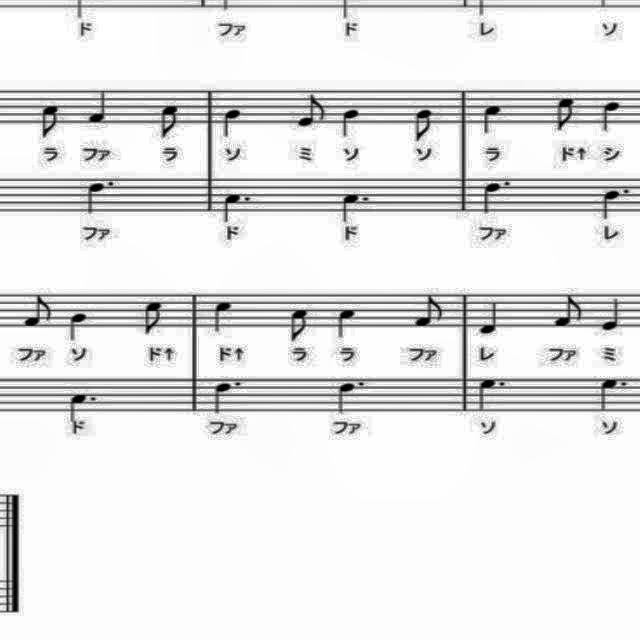 ド ファ ド レ ソ
ラ ファ ラ ソ ミ ソ ソ ラ ド↑ シ
ファ ド ド ファ レ
ファ ソ ド↑ ド↑ ラ ラ ファ レ ファ ミ
ド ファ ファ ソ ソ